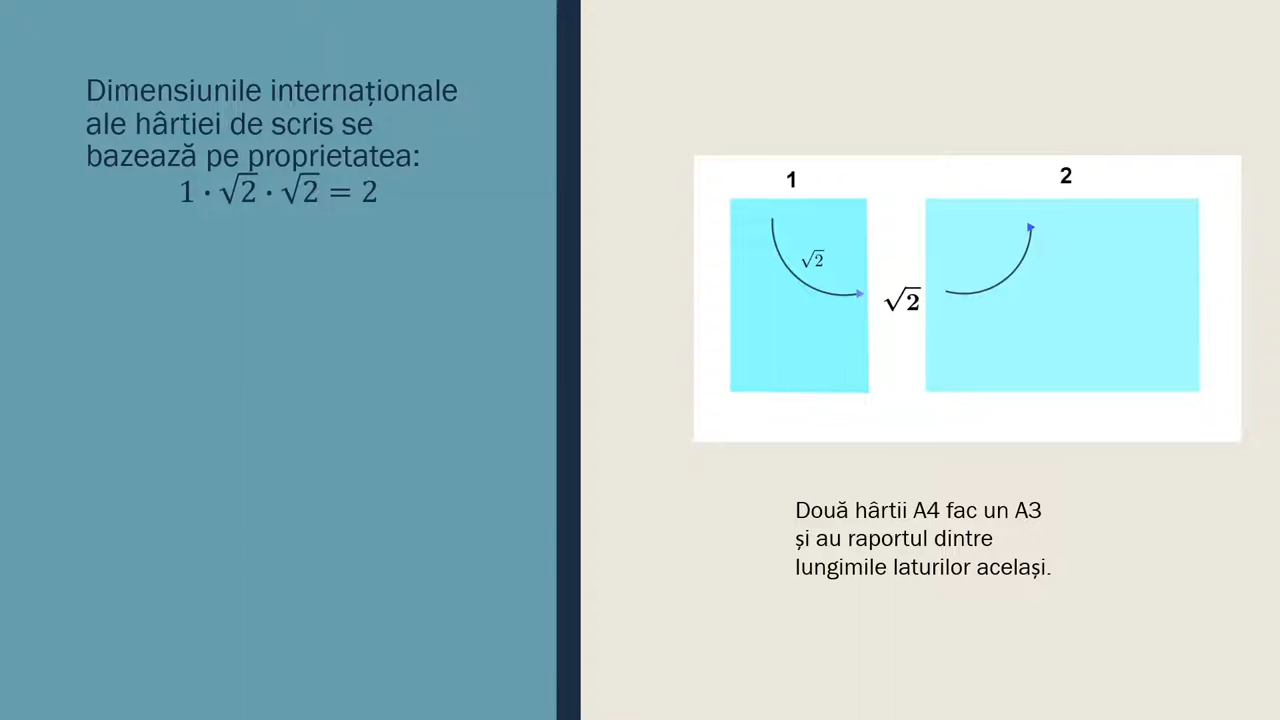 Dimensiunile internaționale
ale hârtiei de scris se
bazează pe proprietatea:
1 · √2 · √2 = 2
1
2
√2
√2
Două hârtii A4 fac un A3
și au raportul dintre
lungimile laturilor același.